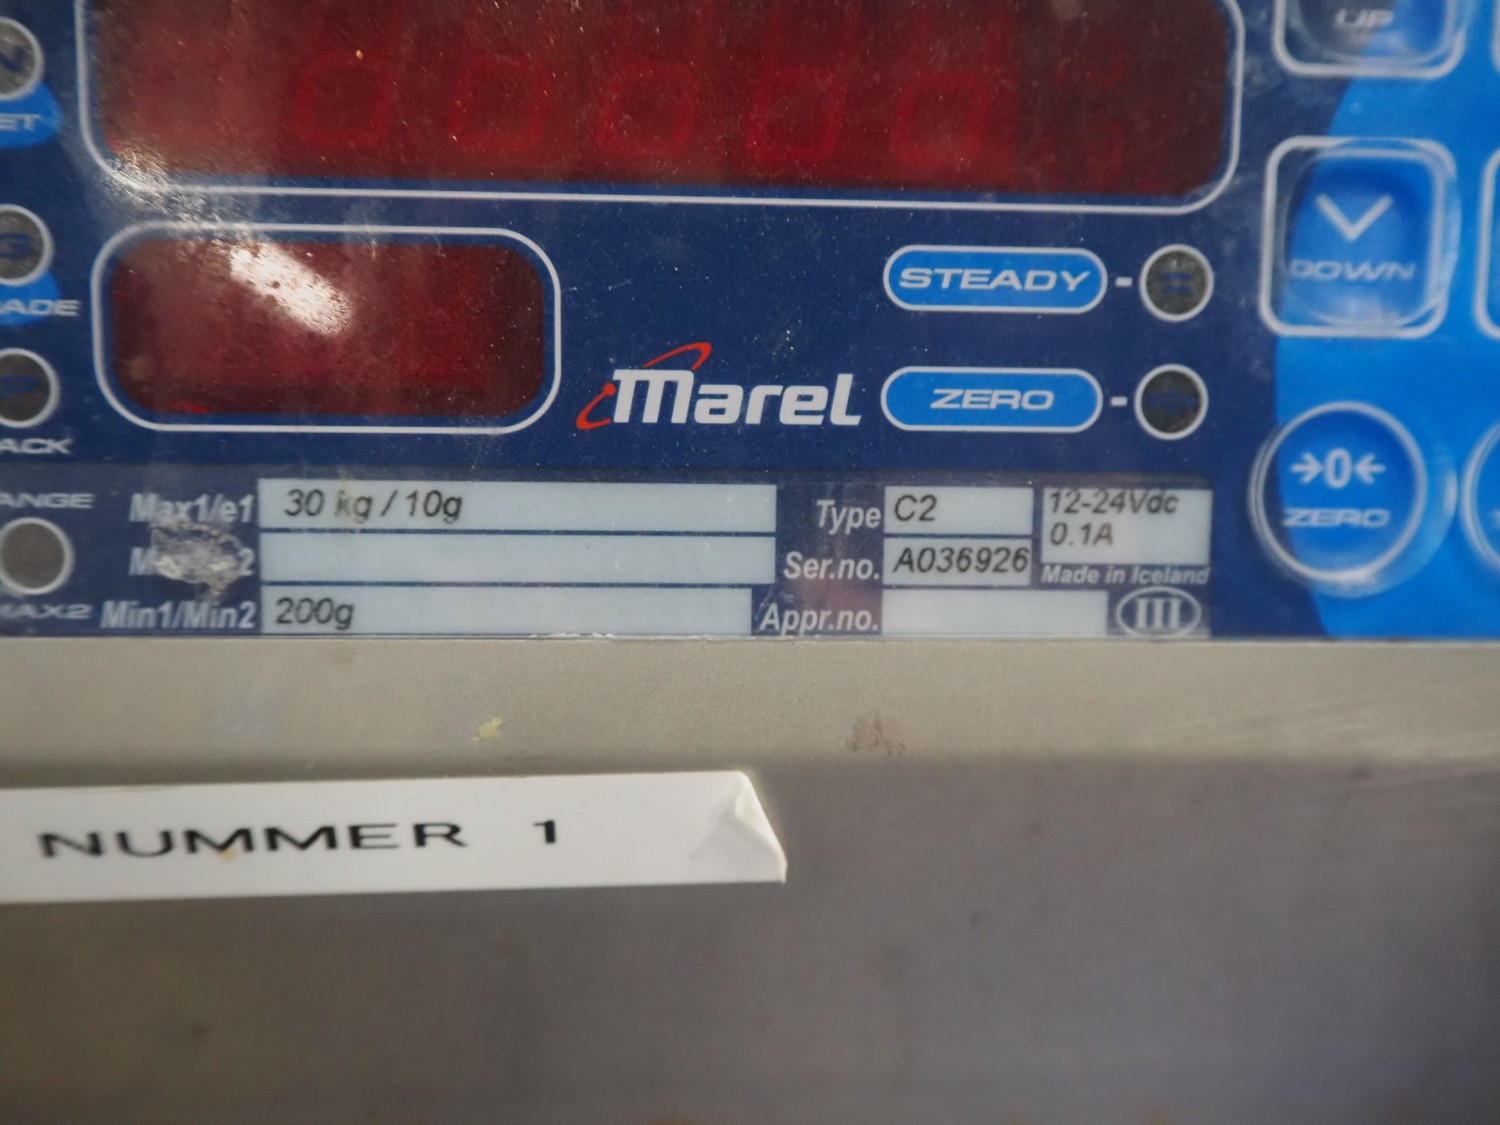 UP
STEADY
DOWN
Marel
ZERO
→0←
ZERO
Max1/e1 30 kg / 10g
Type C2
12-24Vdc
0.1A
Ser.no. A036926
Made in Iceland
Min1/Min2 200g
Appr.no.
III
NUMMER 1